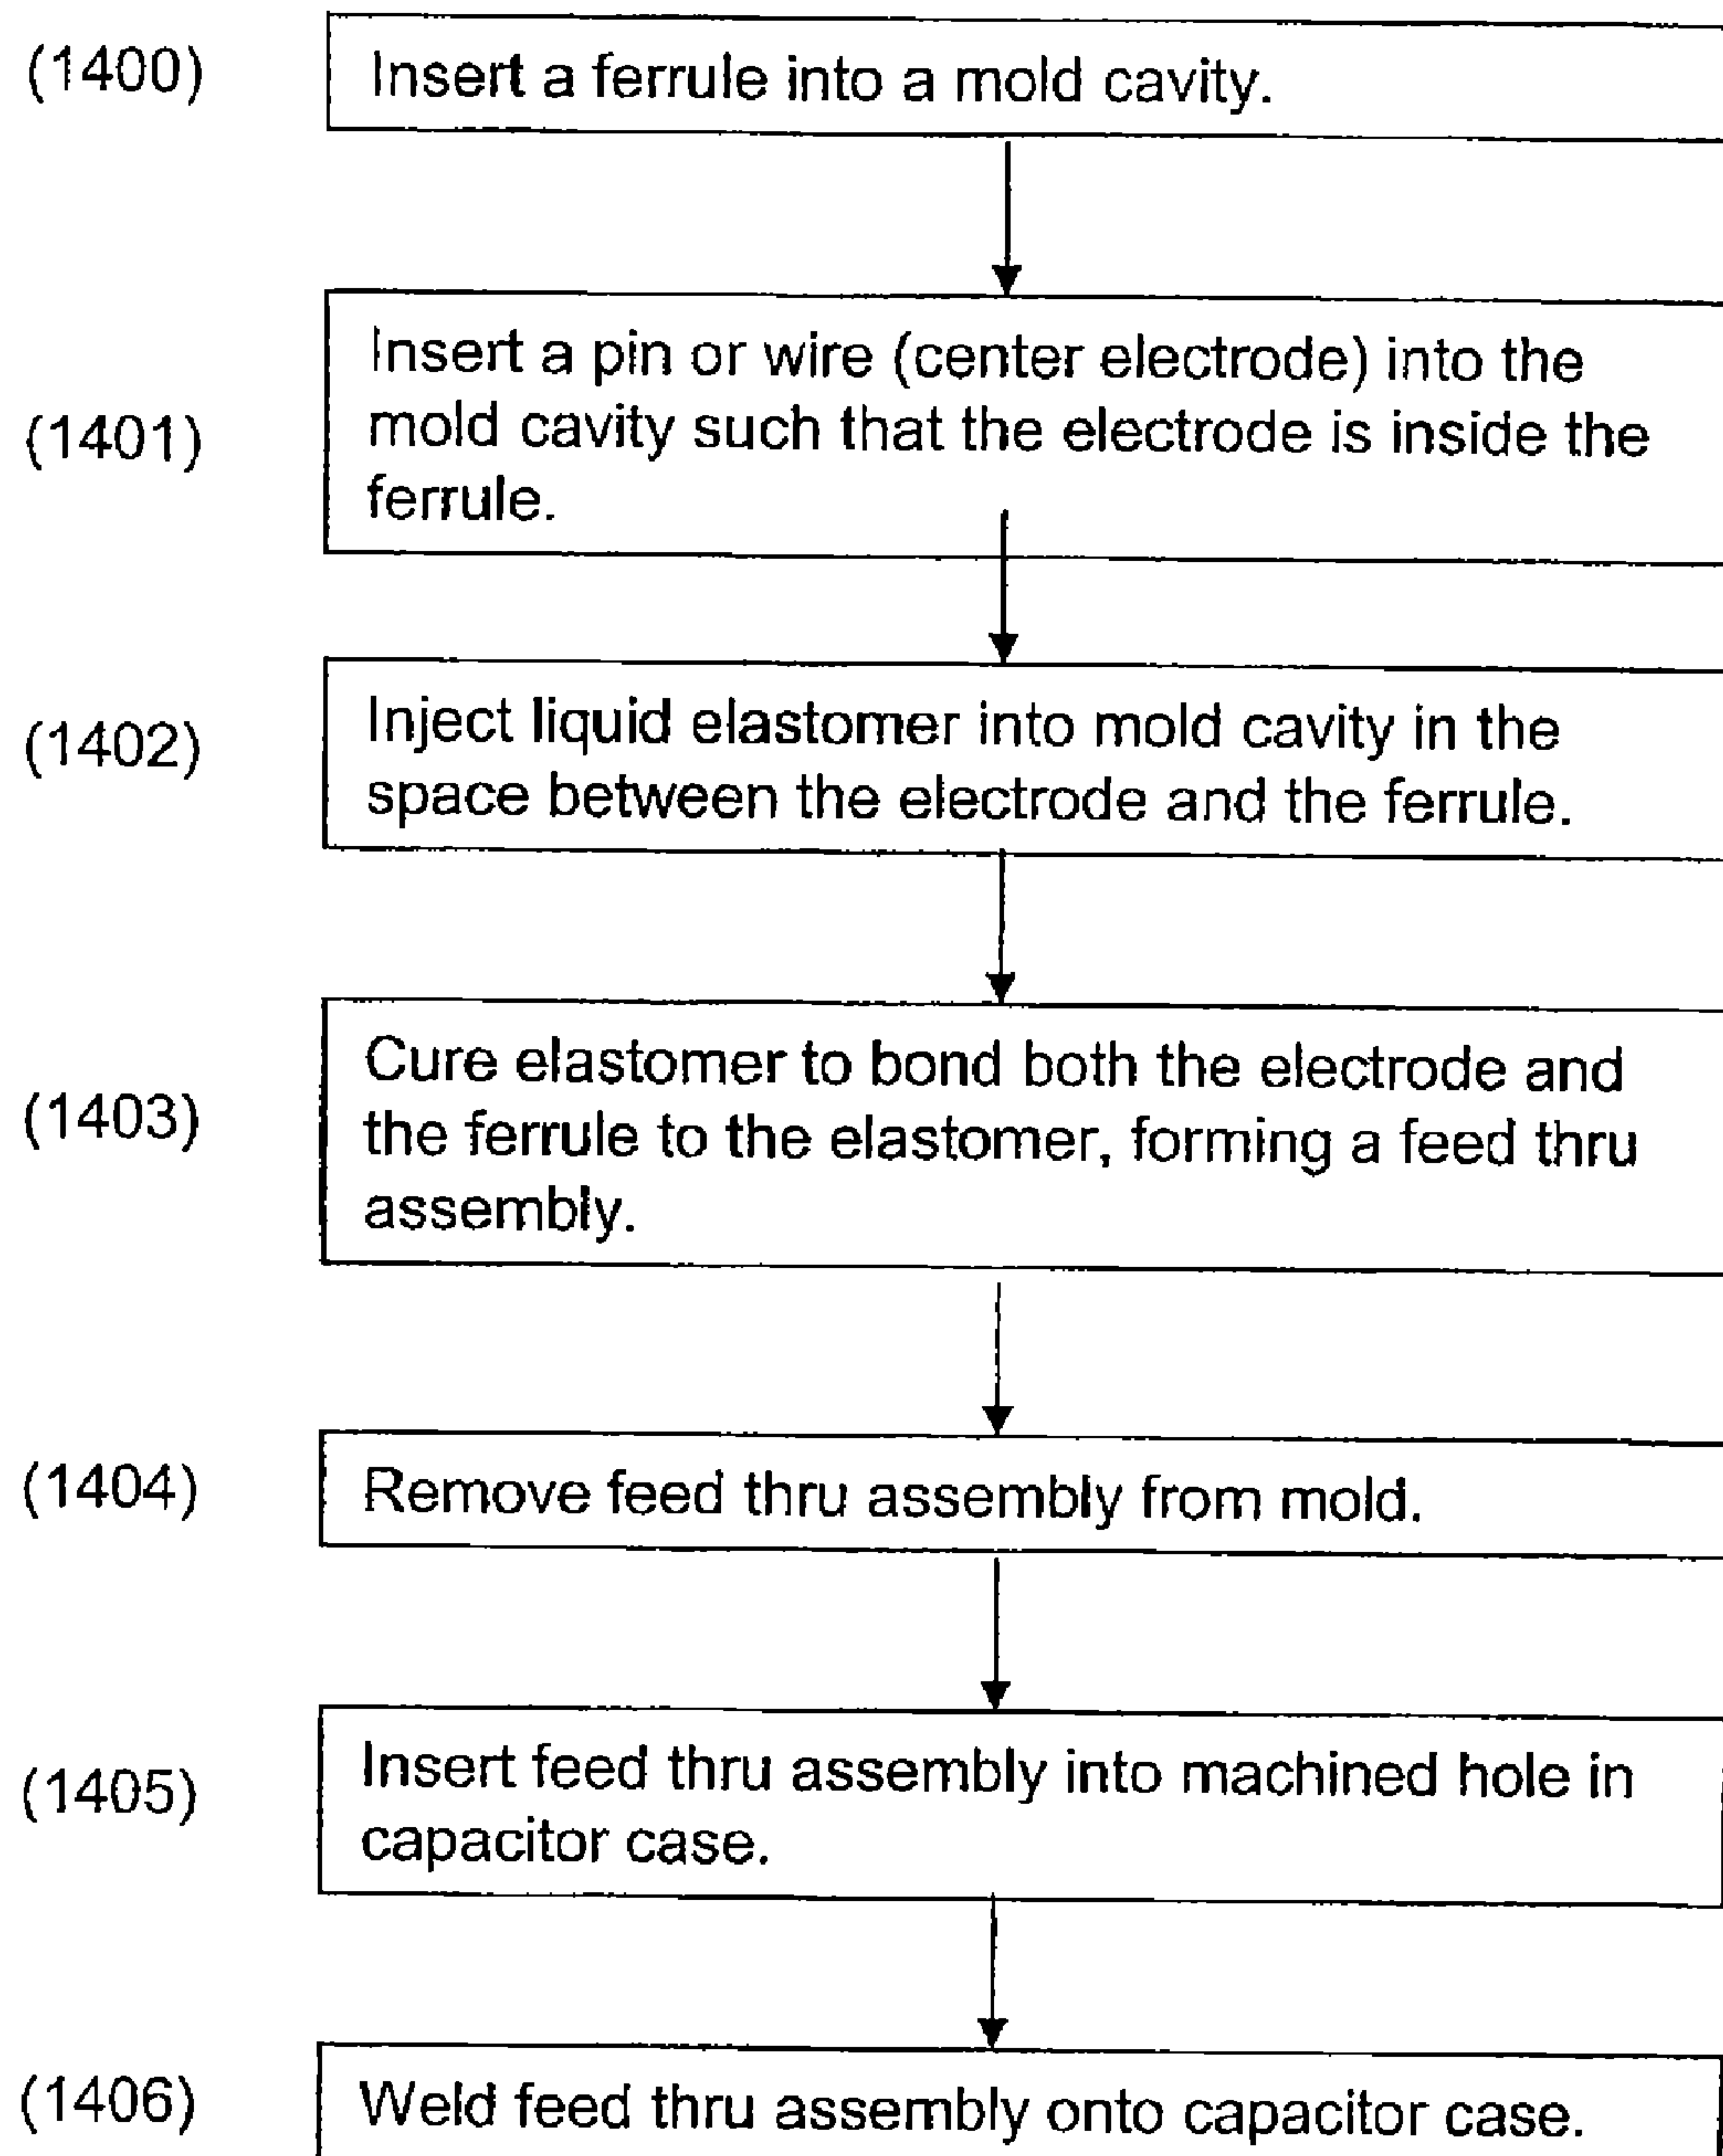 (1400)
Insert a ferrule into a mold cavity.
(1401)
Insert a pin or wire (center electrode) into the
mold cavity such that the electrode is inside the
ferrule.
(1402)
Inject liquid elastomer into mold cavity in the
space between the electrode and the ferrule.
(1403)
Cure elastomer to bond both the electrode and
the ferrule to the elastomer, forming a feed thru
assembly.
(1404)
Remove feed thru assembly from mold.
(1405)
Insert feed thru assembly into machined hole in
capacitor case.
(1406)
Weld feed thru assembly onto capacitor case.